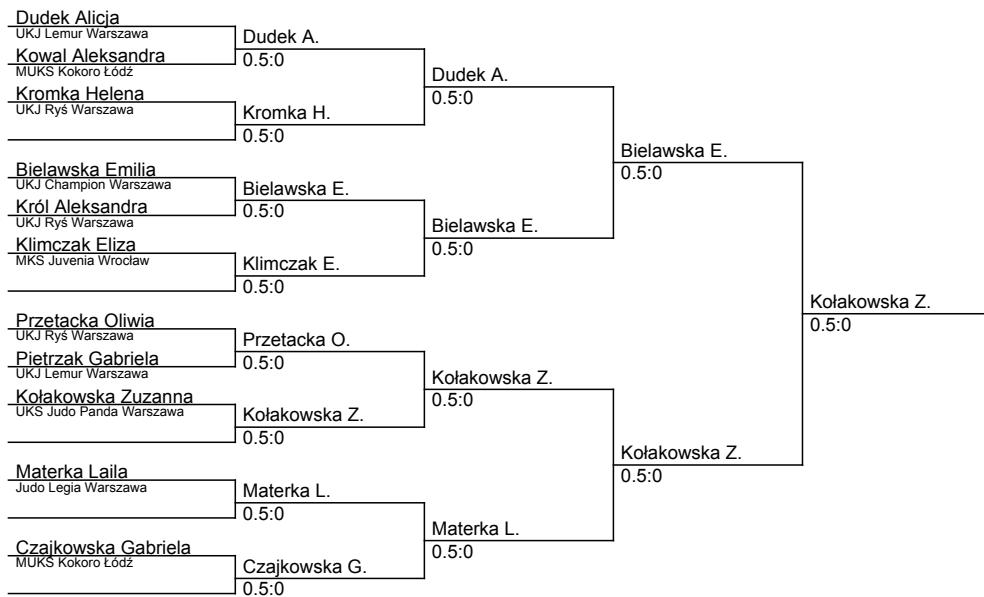 Dudek Alicja
UKJ Lemur Warszawa
Kowal Aleksandra
MUKS Kokoro Łódź
Kromka Helena
UKJ Ryś Warszawa
Bielawska Emilia
UKJ Champion Warszawa
Król Aleksandra
UKJ Ryś Warszawa
Klimczak Eliza
MKS Juvenia Wrocław
Przetacka Oliwia
UKJ Ryś Warszawa
Pietrzak Gabriela
UKJ Lemur Warszawa
Kołakowska Zuzanna
UKS Judo Panda Warszawa
Materka Laila
Judo Legia Warszawa
Czajkowska Gabriela
MUKS Kokoro Łódź
Dudek A.
0.5:0
Kromka H.
0.5:0
Bielawska E.
0.5:0
Klimczak E.
0.5:0
Przetacka O.
0.5:0
Kołakowska Z.
0.5:0
Materka L.
0.5:0
Czajkowska G.
0.5:0
Dudek A.
0.5:0
Bielawska E.
0.5:0
Kołakowska Z.
0.5:0
Materka L.
0.5:0
Bielawska E.
0.5:0
Kołakowska Z.
0.5:0
Kołakowska Z.
0.5:0